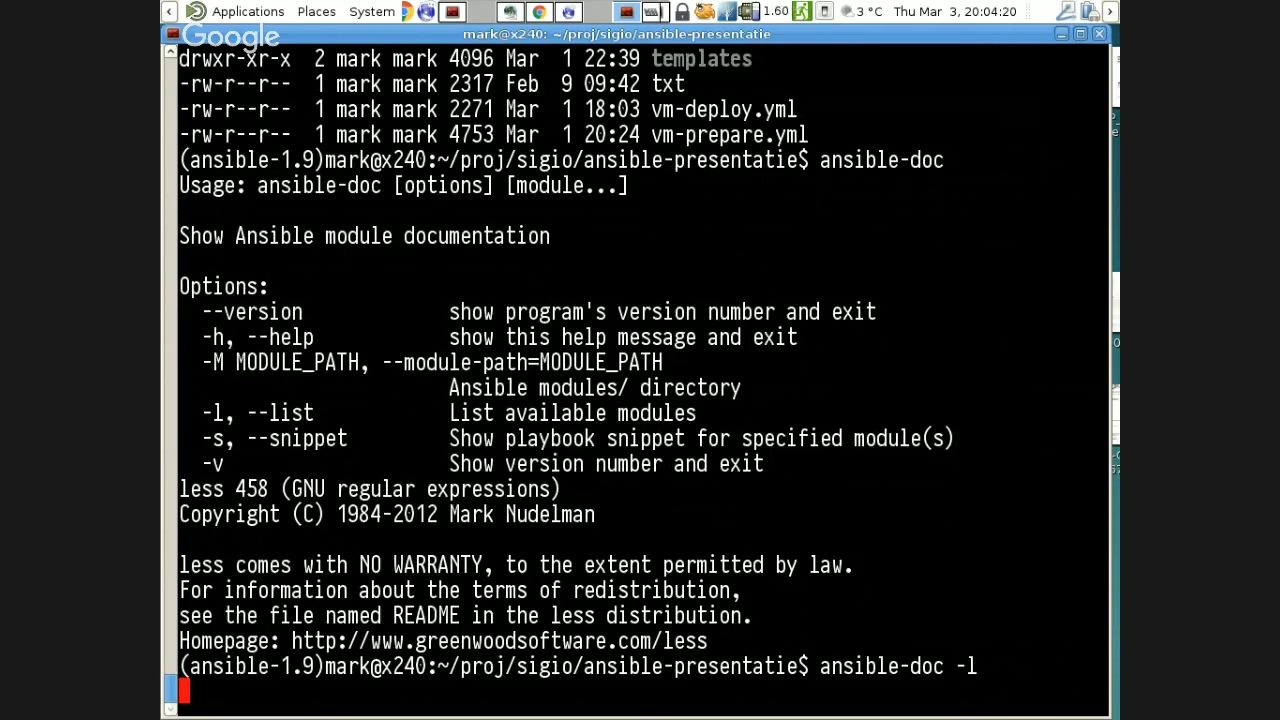 Applications Places System 1.60 3 °C Thu Mar 3, 20:04:20
Google
mark@x240: ~/proj/sigio/ansible-presentatie
drwxr-xr-x 2 mark mark 4096 Mar 1 22:39 templates
-rw-r--r-- 1 mark mark 2317 Feb 9 09:42 txt
-rw-r--r-- 1 mark mark 2271 Mar 1 18:03 vm-deploy.yml
-rw-r--r-- 1 mark mark 4753 Mar 1 20:24 vm-prepare.yml
(ansible-1.9)mark@x240:~/proj/sigio/ansible-presentatie$ ansible-doc
Usage: ansible-doc [options] [module...]
Show Ansible module documentation
Options:
--version show program's version number and exit
-h, --help show this help message and exit
-M MODULE_PATH, --module-path=MODULE_PATH
Ansible modules/ directory
-l, --list List available modules
-s, --snippet Show playbook snippet for specified module(s)
-v Show version number and exit
less 458 (GNU regular expressions)
Copyright (C) 1984-2012 Mark Nudelman
less comes with NO WARRANTY, to the extent permitted by law.
For information about the terms of redistribution,
see the file named README in the less distribution.
Homepage: http://www.greenwoodsoftware.com/less
(ansible-1.9)mark@x240:~/proj/sigio/ansible-presentatie$ ansible-doc -l